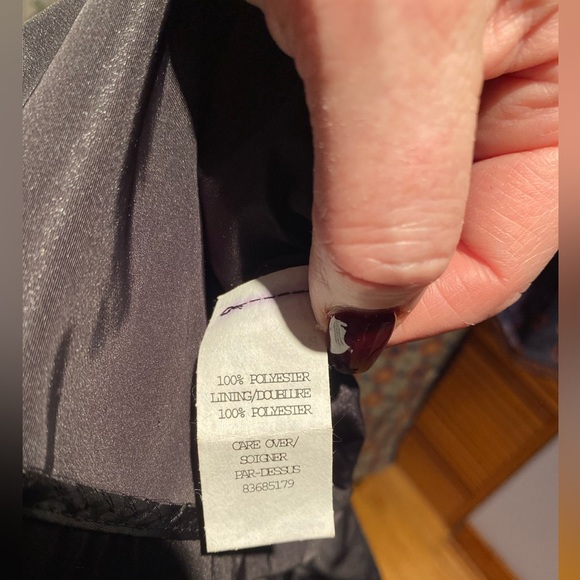 100% POLYESTER
LINING/DOUBLURE
100% POLYESTER
CARE OVER/
SOIGNER
PAR-DESSUS
83685179